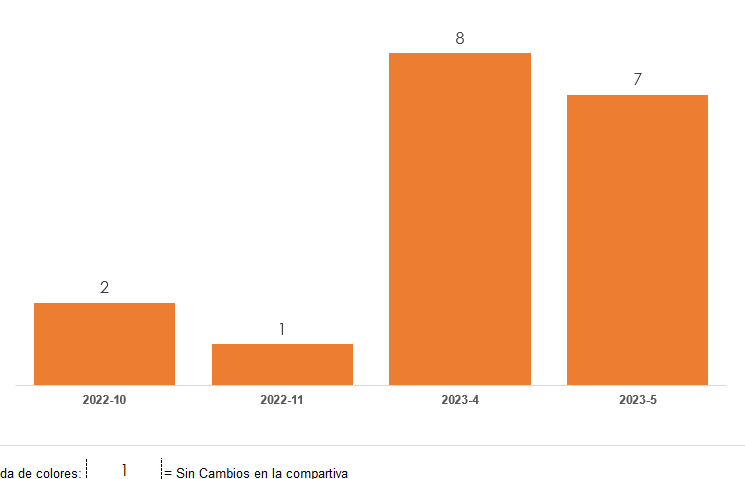 8
7
2
1
2022-10 2022-11 2023-4 2023-5
da de colores: 1 = Sin Cambios en la compartiva